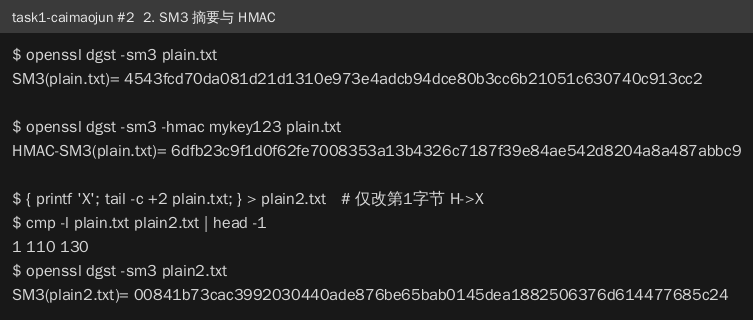 task1-caimaojun #2 2. SM3 摘要与 HMAC
$ openssl dgst -sm3 plain.txt
SM3(plain.txt)= 4543fcd70da081d21d1310e973e4adcb94dce80b3cc6b21051c630740c913cc2
$ openssl dgst -sm3 -hmac mykey123 plain.txt
HMAC-SM3(plain.txt)= 6dfb23c9f1d0f62fe7008353a13b4326c7187f39e84ae542d8204a8a487abbc9
$ { printf 'X'; tail -c +2 plain.txt; } > plain2.txt # 仅改第1字节 H->X
$ cmp -l plain.txt plain2.txt | head -1
1 110 130
$ openssl dgst -sm3 plain2.txt
SM3(plain2.txt)= 00841b73cac3992030440ade876be65bab0145dea1882506376d614477685c24